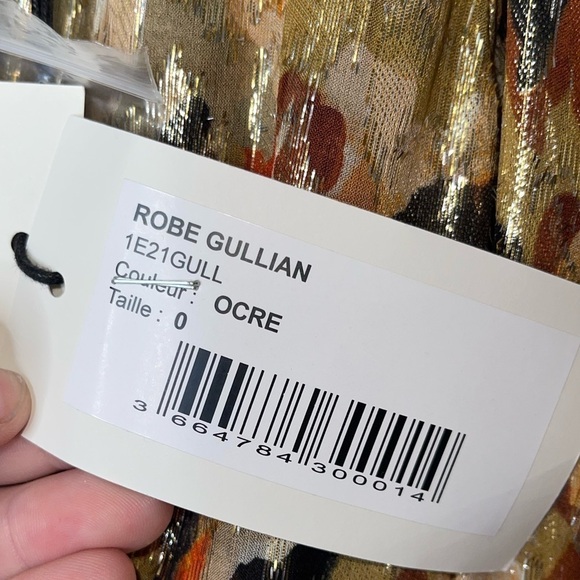 ROBE GULLIAN
1E21GULL
Couleur : OCRE
Taille : 0
3 664784 300014